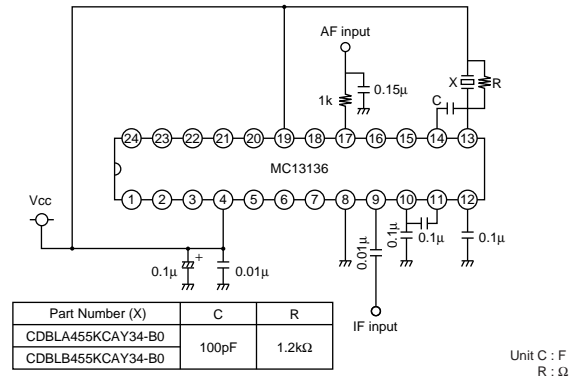 AF input
1k
0.15µ
X
R
C
24 23 22 21 20 19 18 17 16 15 14 13
MC13136
1 2 3 4 5 6 7 8 9 10 11 12
Vcc
+
0.1µ
0.01µ
0.01µ
0.1µ
0.1µ
0.1µ
IF input
Part Number (X) C R
CDBLA455KCAY34-B0 100pF 1.2kΩ
CDBLB455KCAY34-B0
Unit C : F
R : Ω